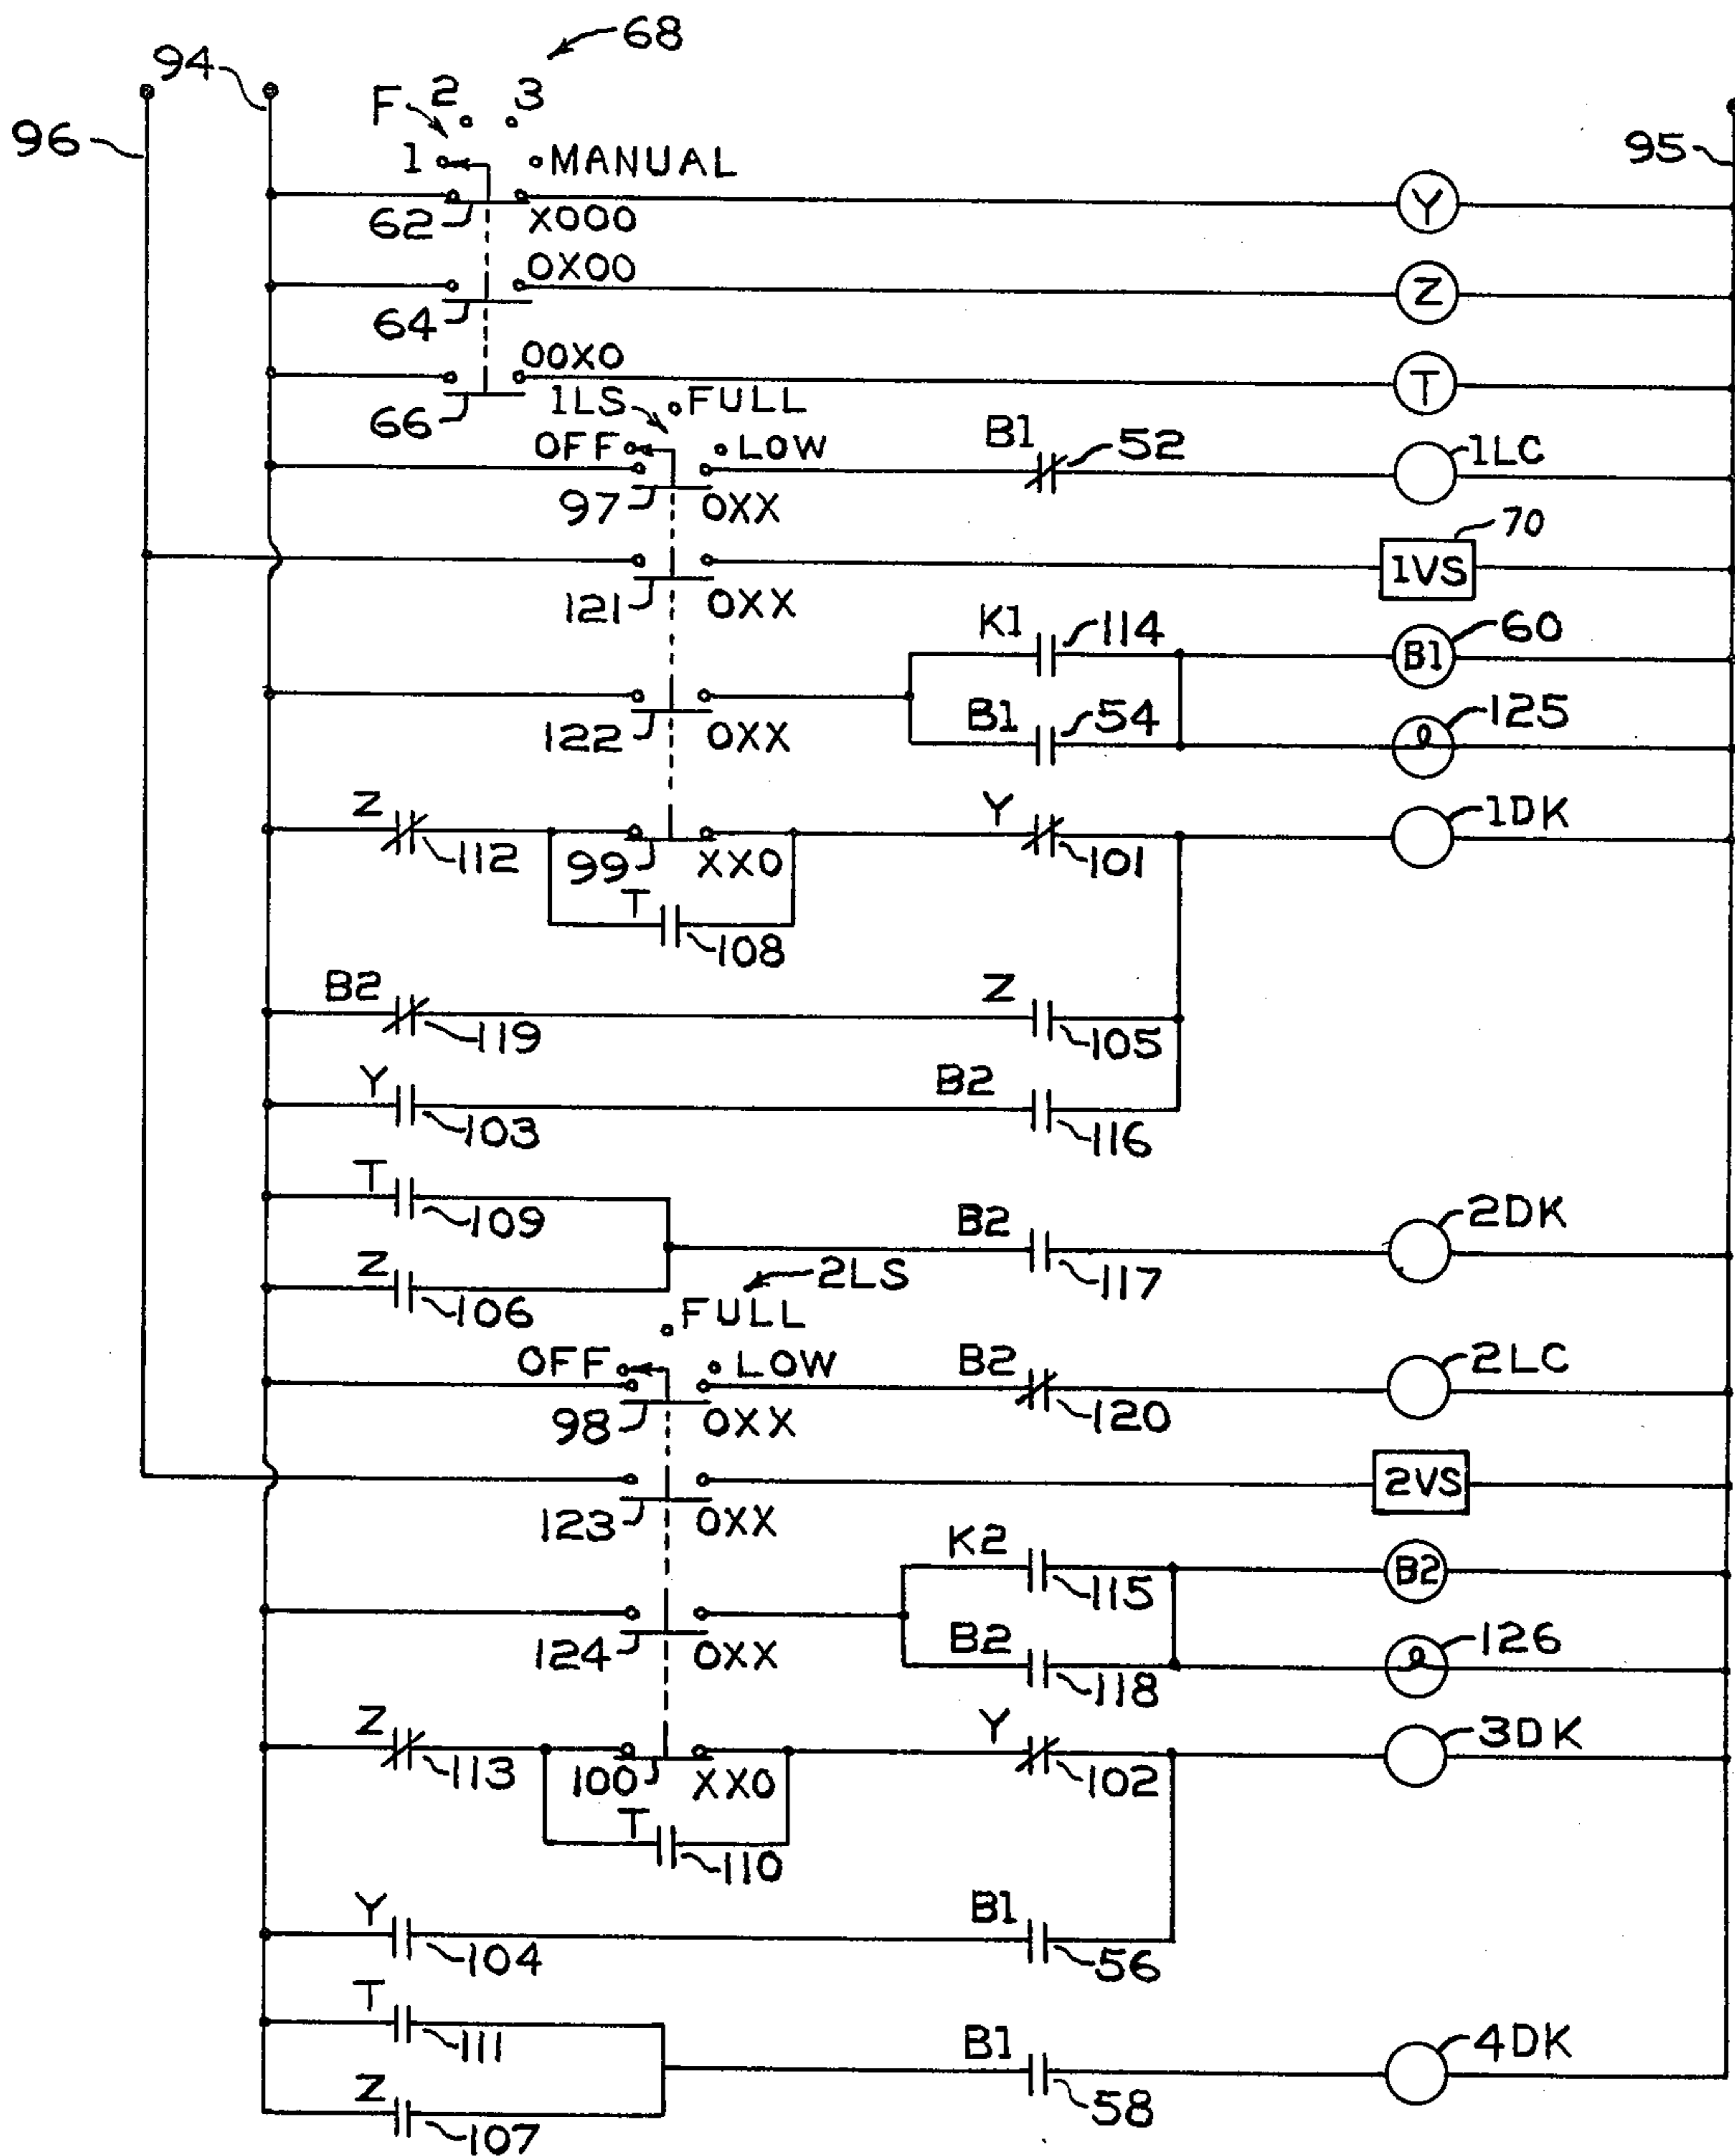 68
94
2 3
F
96
1 MANUAL
95
62 X000 Y
0X00
64 Z
00X0
66 T
1LS FULL
OFF LOW B1 52 1LC
97 0XX
70
121 0XX 1VS
K1 114 60
B1
122 0XX B1 54 125
Z Y 1DK
112 99 XX0 101
T
108
B2 Z
119 105
Y B2
103 116
T 2DK
109 B2
Z 2LS 117
106 FULL
OFF LOW B2 2LC
98 0XX 120
2VS
123 0XX
K2
115 B2
124 0XX B2 126
118
Z Y 3DK
113 100 XX0 102
T
110
Y B1
104 56
T
111 B1 4DK
Z 58
107